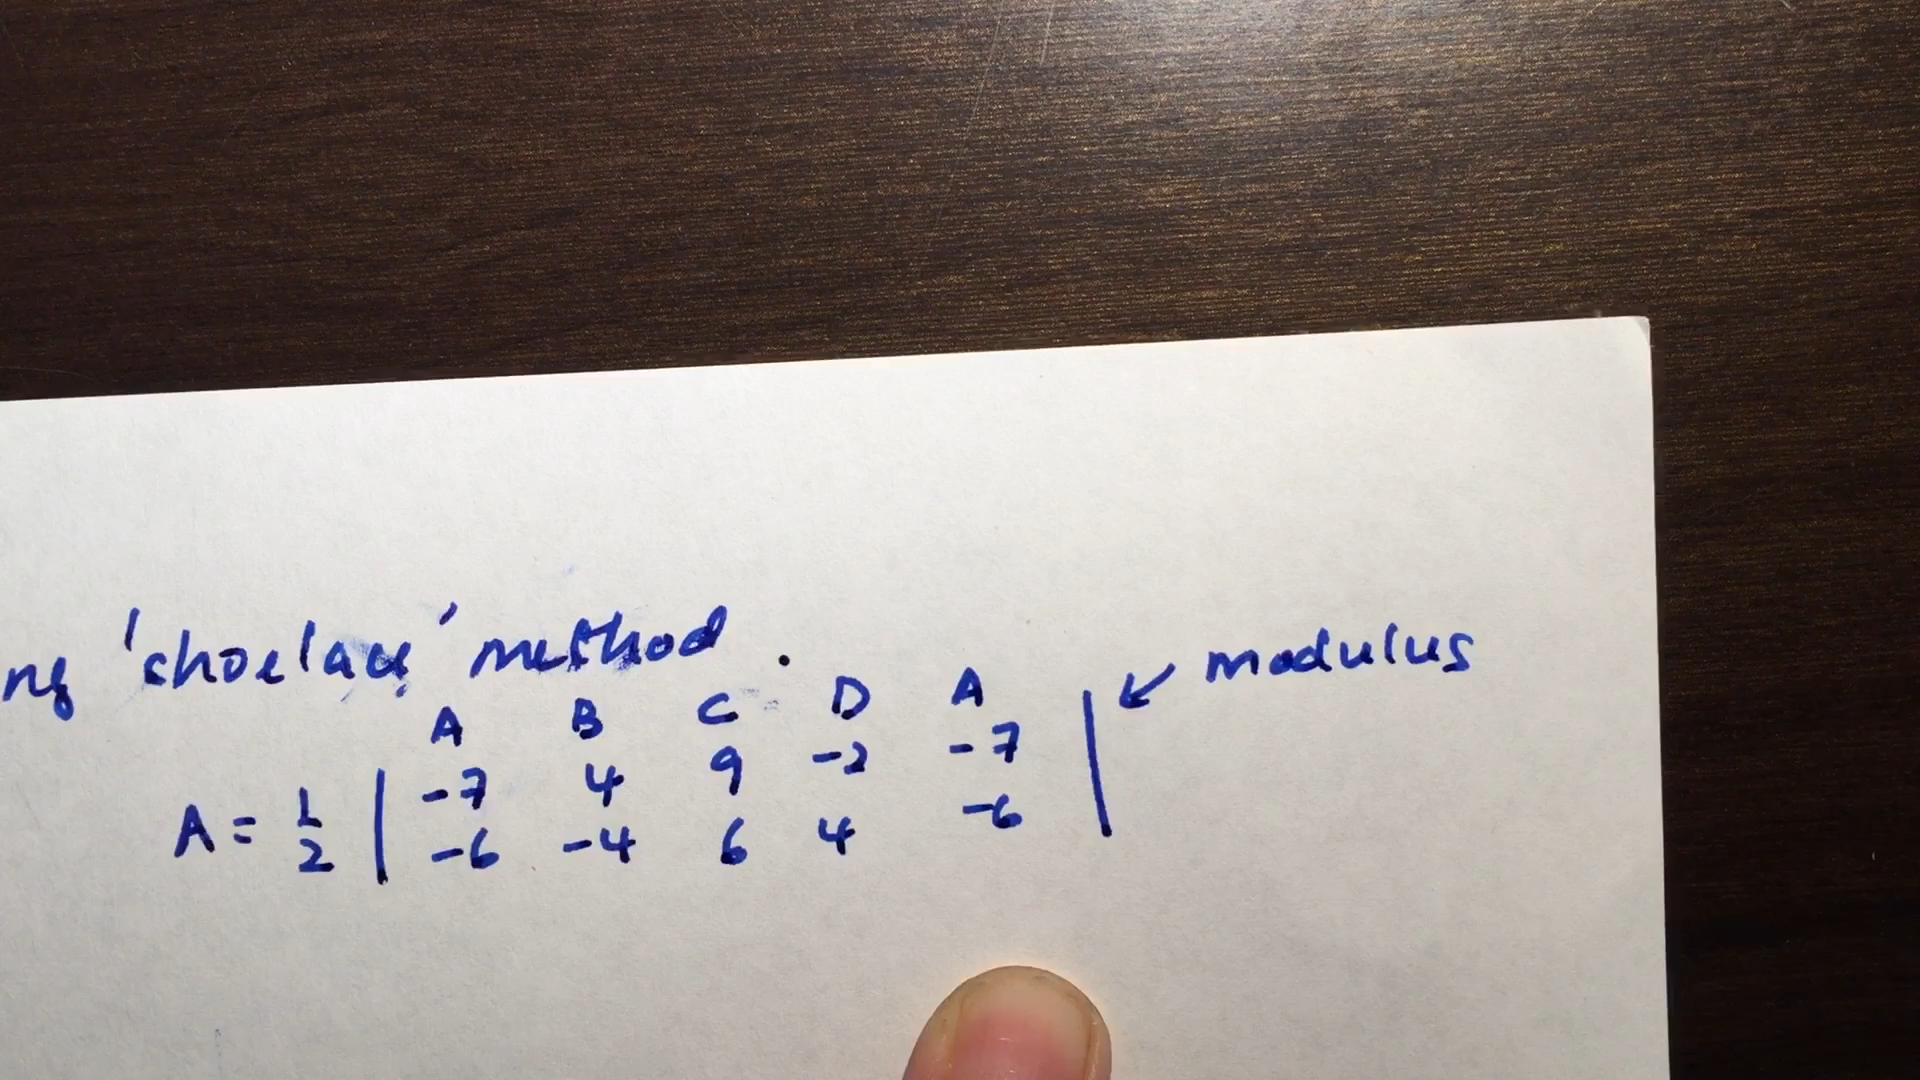 ng 'shoelace' method.
modulus
A B C D A
-7 4 9 -2 -7
A = 1/2 | -6 -4 6 4 -6 |